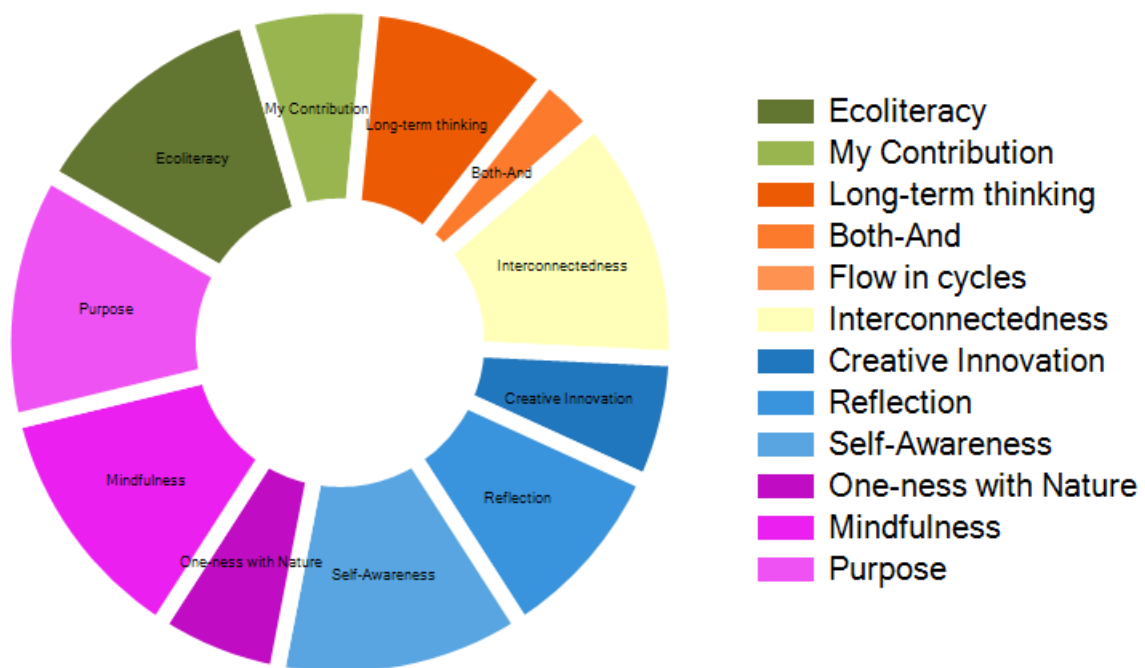 My Contribution
Long-term thinking
Ecoliteracy
Both-And
Interconnectedness
Purpose
Creative Innovation
Mindfulness
Reflection
One-ness with Nature
Self-Awareness
Ecoliteracy
My Contribution
Long-term thinking
Both-And
Flow in cycles
Interconnectedness
Creative Innovation
Reflection
Self-Awareness
One-ness with Nature
Mindfulness
Purpose